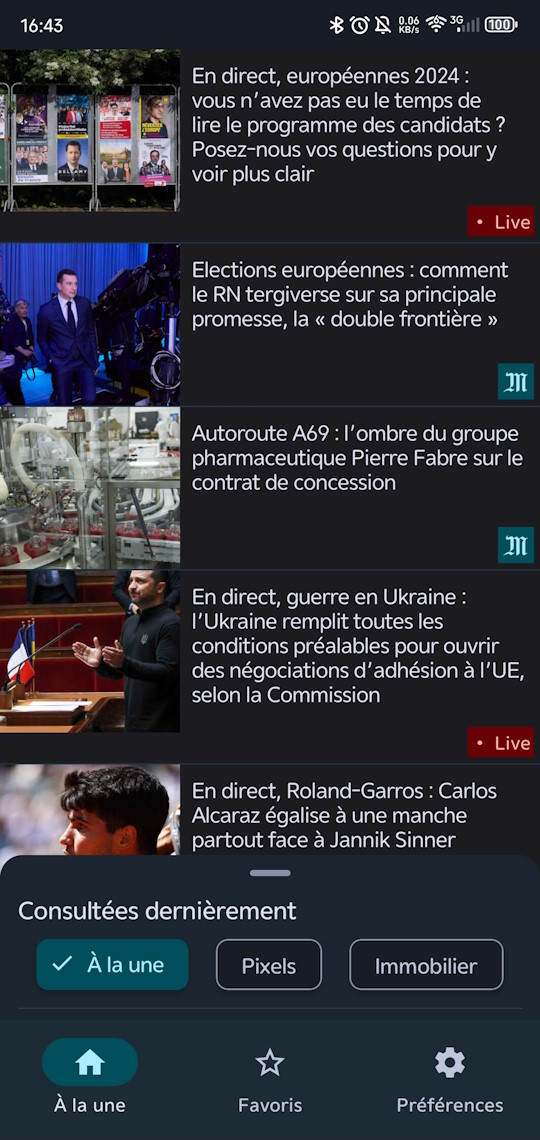 16:43
0.06
KB/s
6
3G
100
En direct, européennes 2024 :
vous n’avez pas eu le temps de
lire le programme des candidats ?
Posez-nous vos questions pour y
voir plus clair
• Live
BELLAMY
Elections européennes : comment
le RN tergiverse sur sa principale
promesse, la « double frontière »
M
Autoroute A69 : l’ombre du groupe
pharmaceutique Pierre Fabre sur le
contrat de concession
M
En direct, guerre en Ukraine :
l’Ukraine remplit toutes les
conditions préalables pour ouvrir
des négociations d’adhésion à l’UE,
selon la Commission
• Live
En direct, Roland-Garros : Carlos
Alcaraz égalise à une manche
partout face à Jannik Sinner
Consultées dernièrement
À la une
Pixels
Immobilier
À la une
Favoris
Préférences